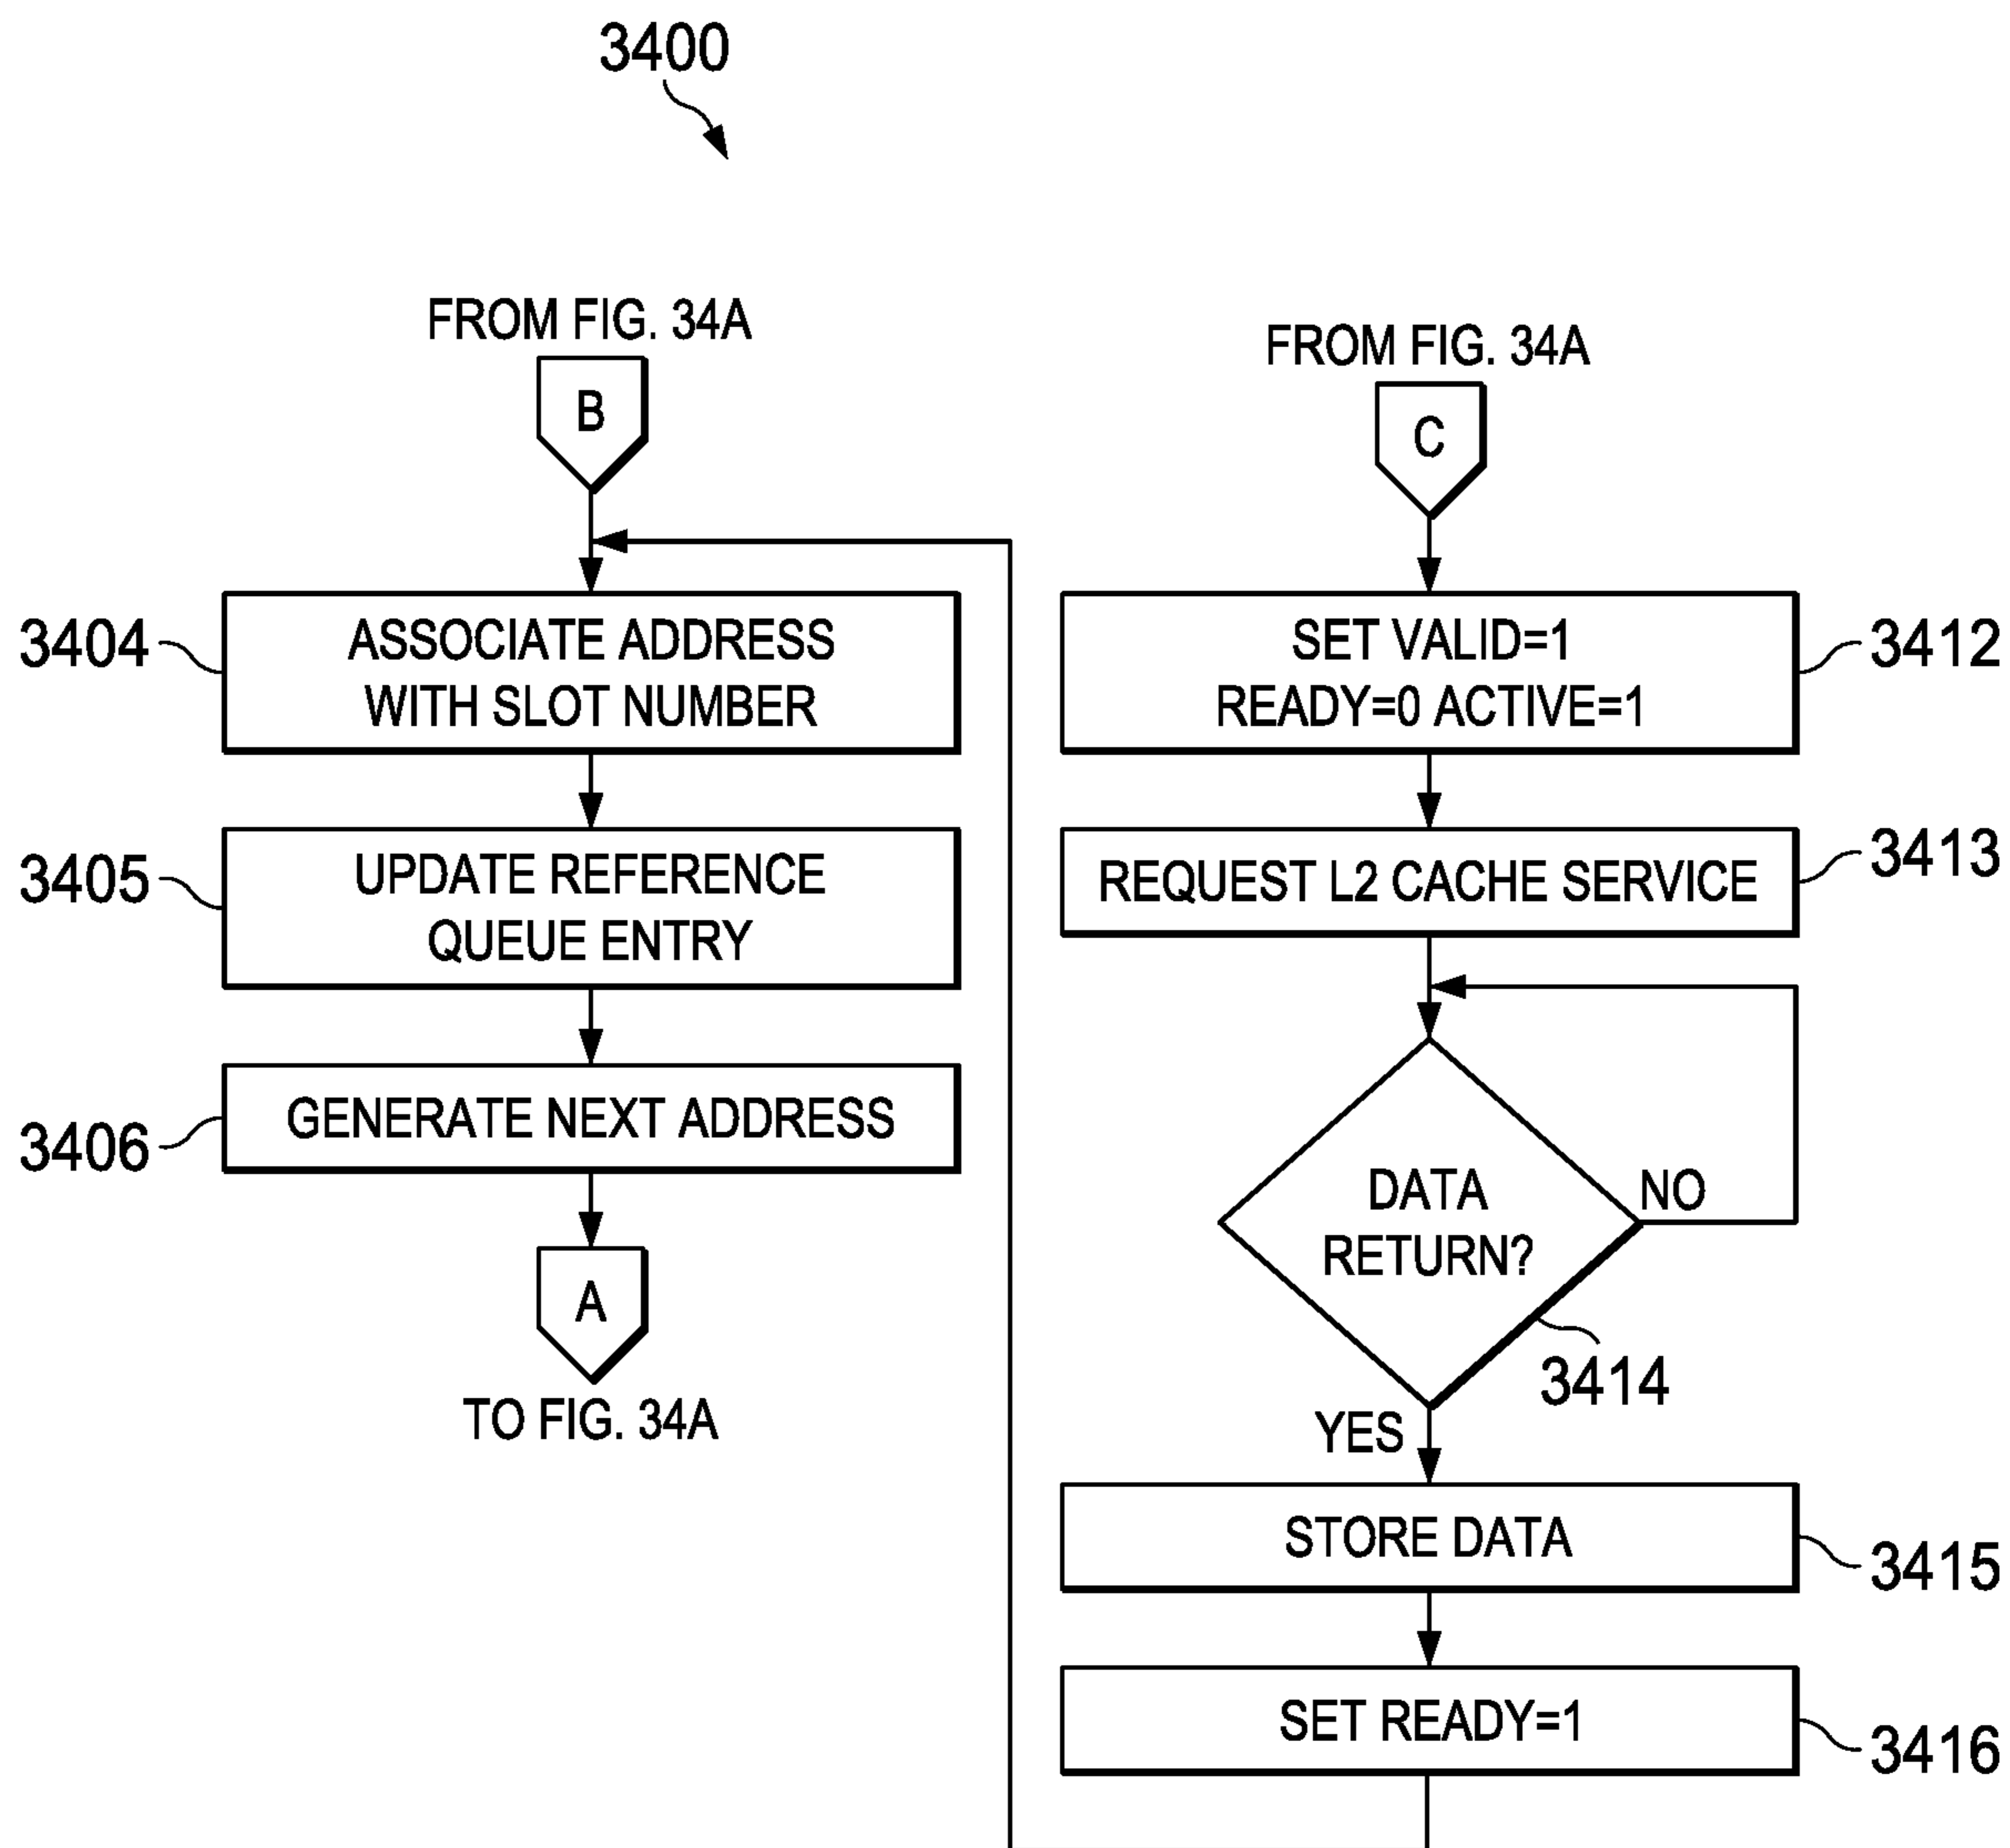 3400
FROM FIG. 34A
B
3404
ASSOCIATE ADDRESS
WITH SLOT NUMBER
3405
UPDATE REFERENCE
QUEUE ENTRY
3406
GENERATE NEXT ADDRESS
A
TO FIG. 34A
FROM FIG. 34A
C
SET VALID=1
READY=0 ACTIVE=1
3412
REQUEST L2 CACHE SERVICE
3413
DATA
RETURN?
NO
3414
YES
STORE DATA
3415
SET READY=1
3416